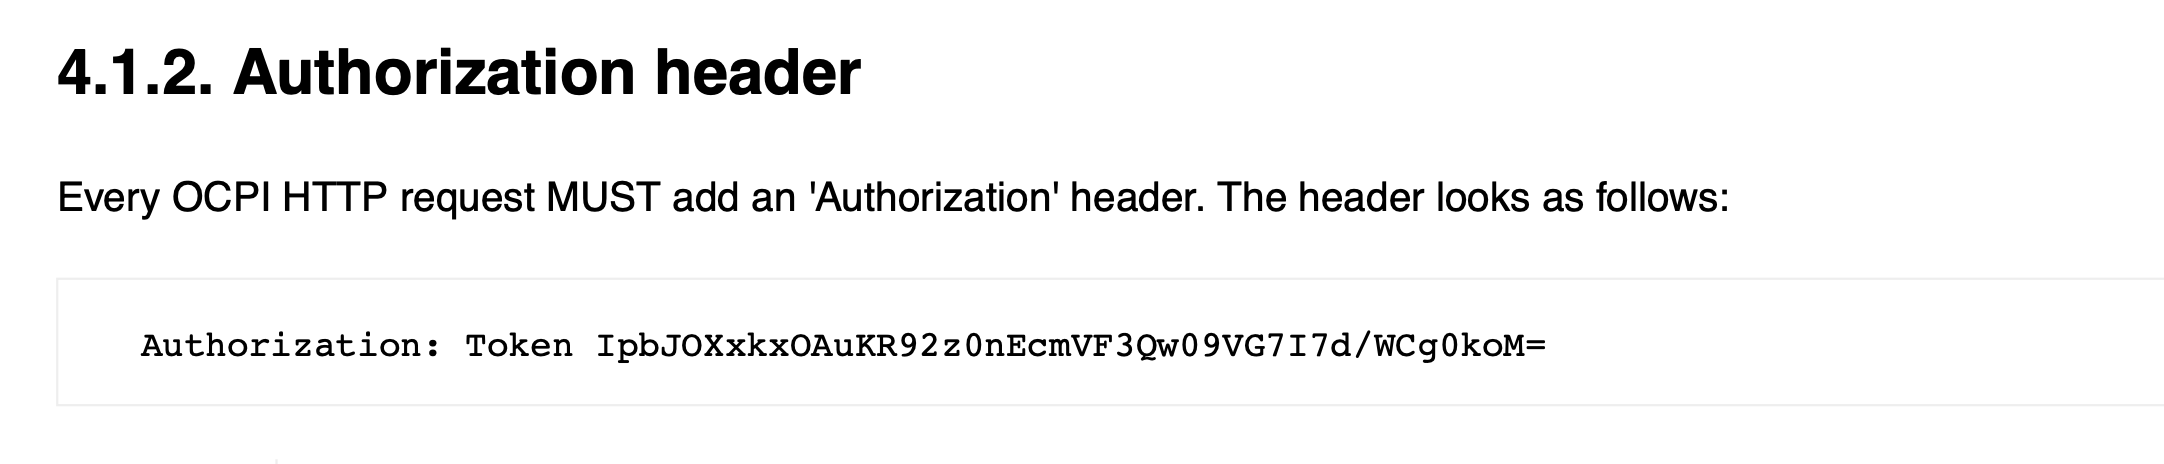 4.1.2. Authorization header
Every OCPI HTTP request MUST add an 'Authorization' header. The header looks as follows:
Authorization: Token IpbJOXxkxOAuKR92z0nEcmVF3Qw09VG7I7d/WCg0koM=